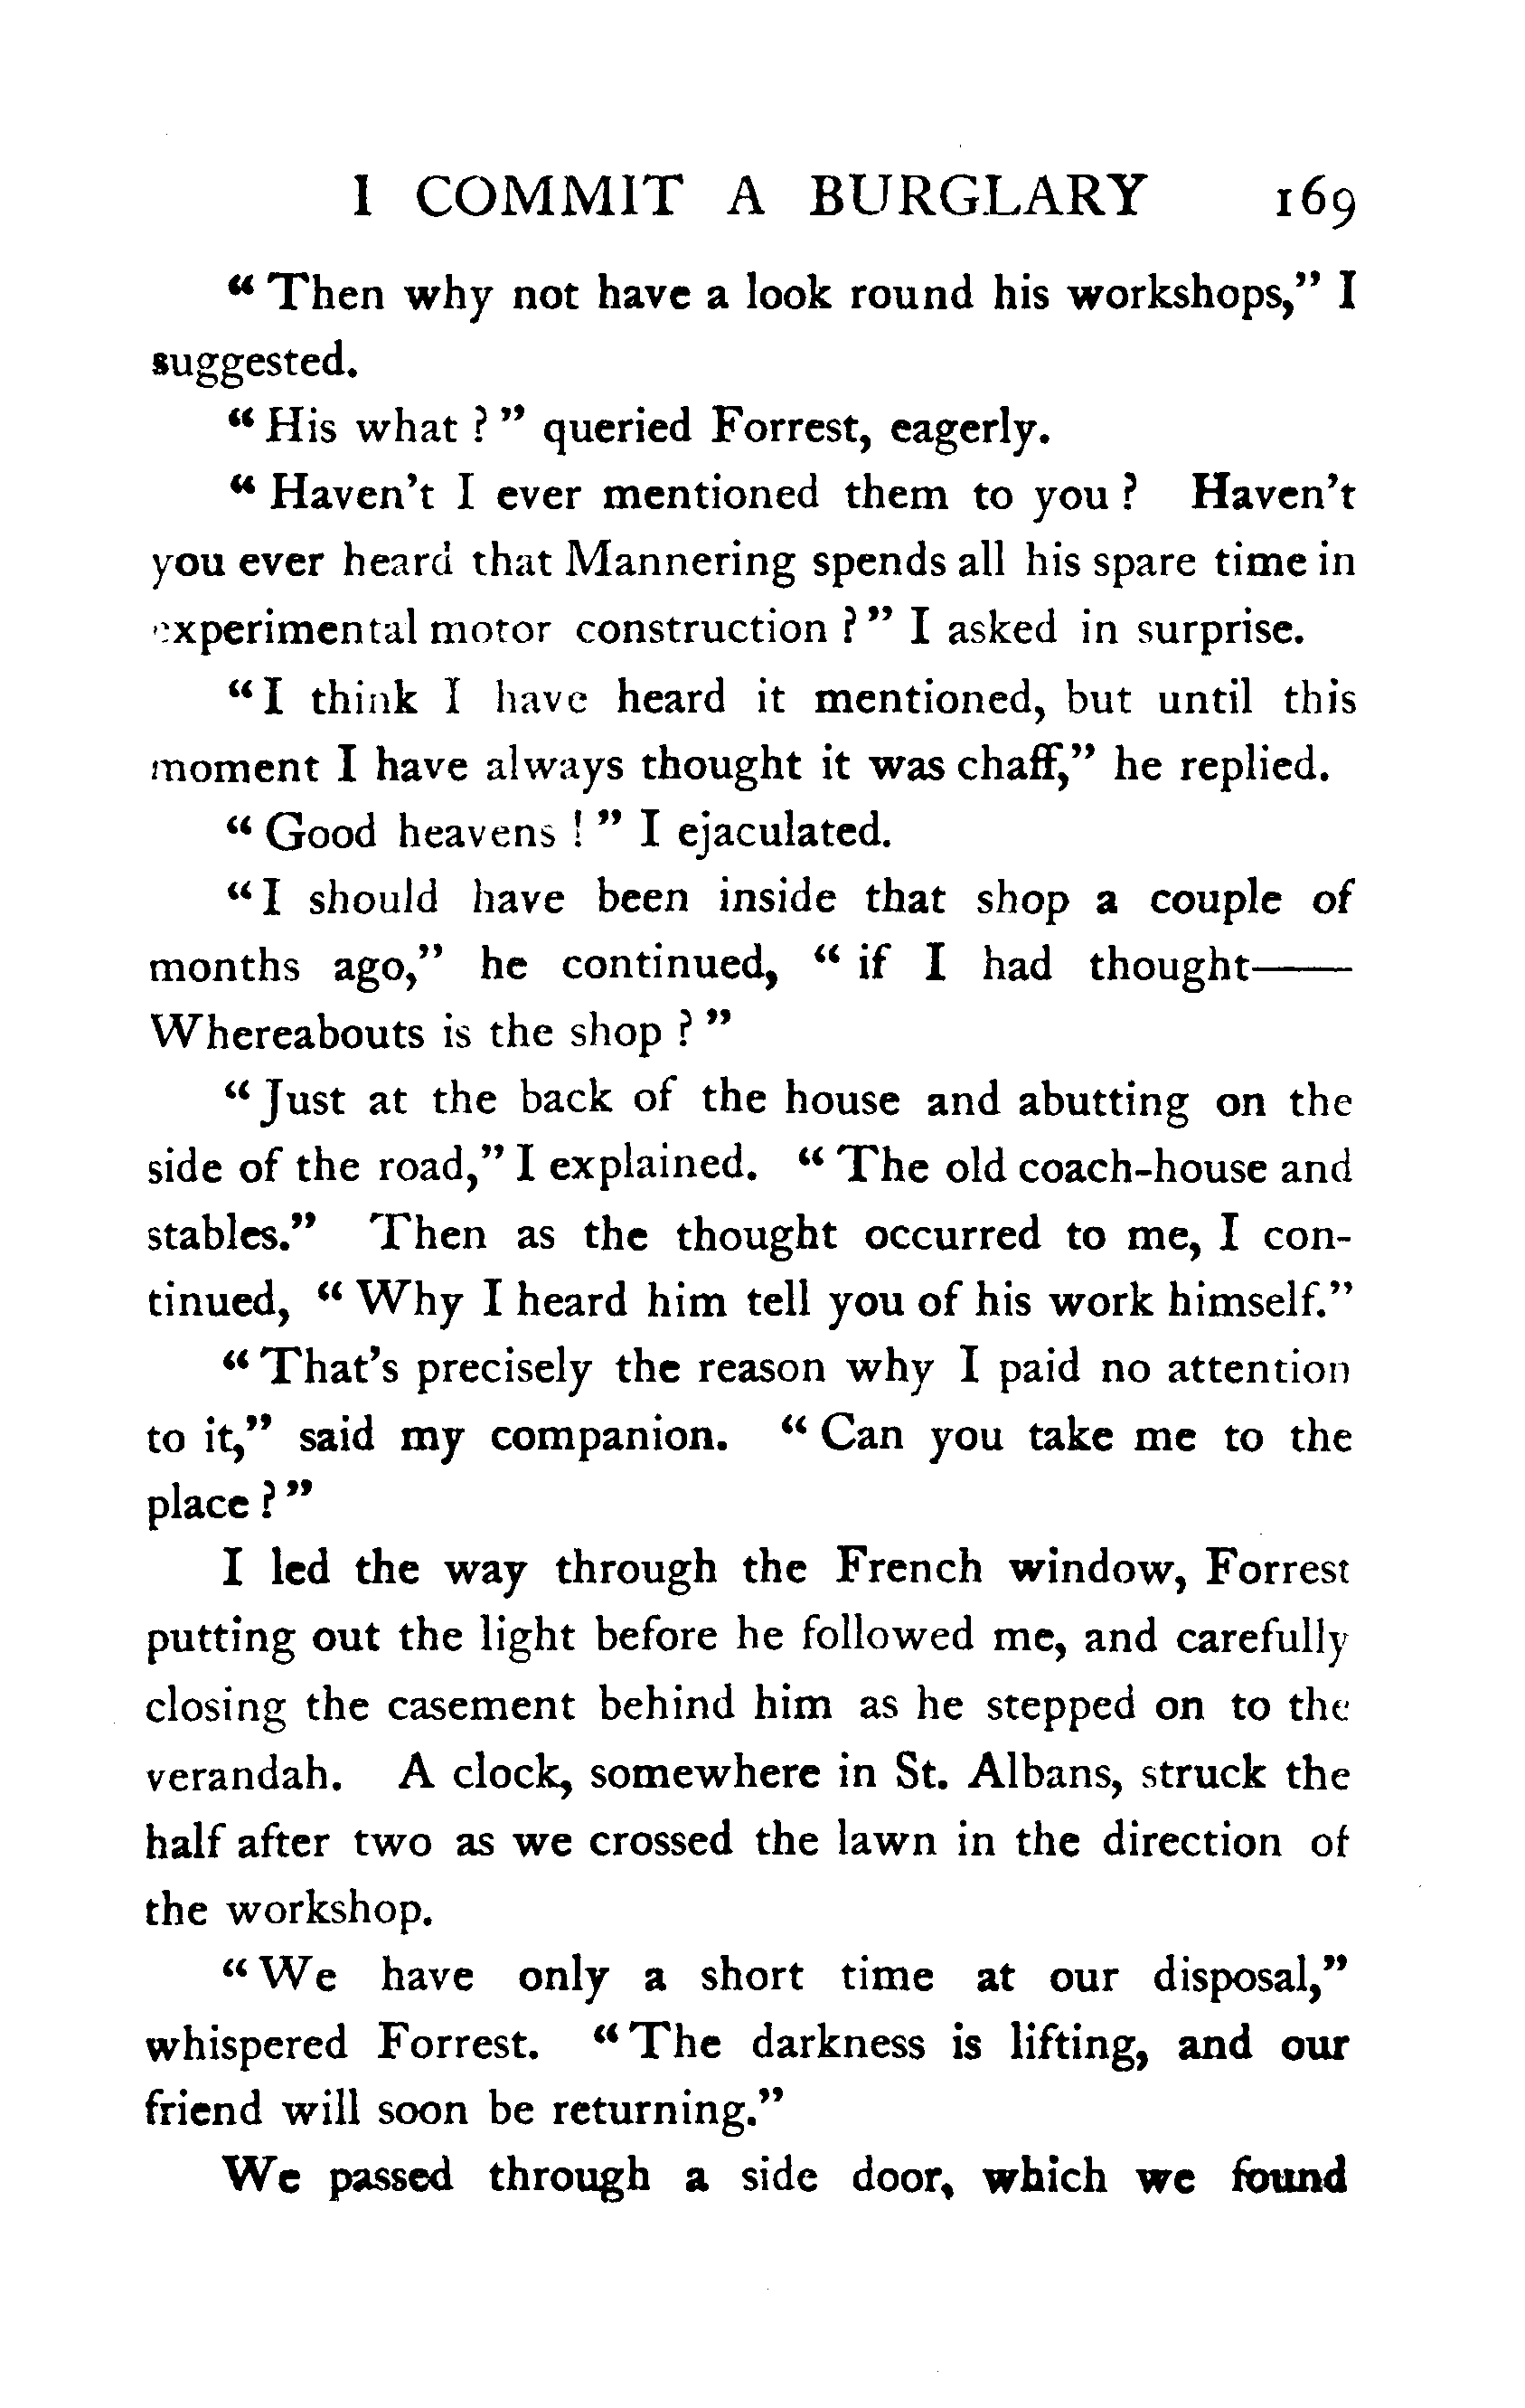 I COMMIT A BURGLARY 169
“ Then why not have a look round his workshops,” I
suggested.
“ His what ? ” queried Forrest, eagerly.
“ Haven't I ever mentioned them to you ? Haven't
you ever heard that Mannering spends all his spare time in
experimental motor construction ? ” I asked in surprise.
“ I think I have heard it mentioned, but until this
moment I have always thought it was chaff,” he replied.
“ Good heavens ! ” I ejaculated.
“ I should have been inside that shop a couple of
months ago,” he continued, “ if I had thought——
Whereabouts is the shop ? ”
“ Just at the back of the house and abutting on the
side of the road,” I explained. “ The old coach-house and
stables.” Then as the thought occurred to me, I con-
tinued, “ Why I heard him tell you of his work himself.”
“ That's precisely the reason why I paid no attention
to it,” said my companion. “ Can you take me to the
place ? ”
I led the way through the French window, Forrest
putting out the light before he followed me, and carefully
closing the casement behind him as he stepped on to the
verandah. A clock, somewhere in St. Albans, struck the
half after two as we crossed the lawn in the direction of
the workshop.
“ We have only a short time at our disposal,”
whispered Forrest. “ The darkness is lifting, and our
friend will soon be returning.”
We passed through a side door, which we found